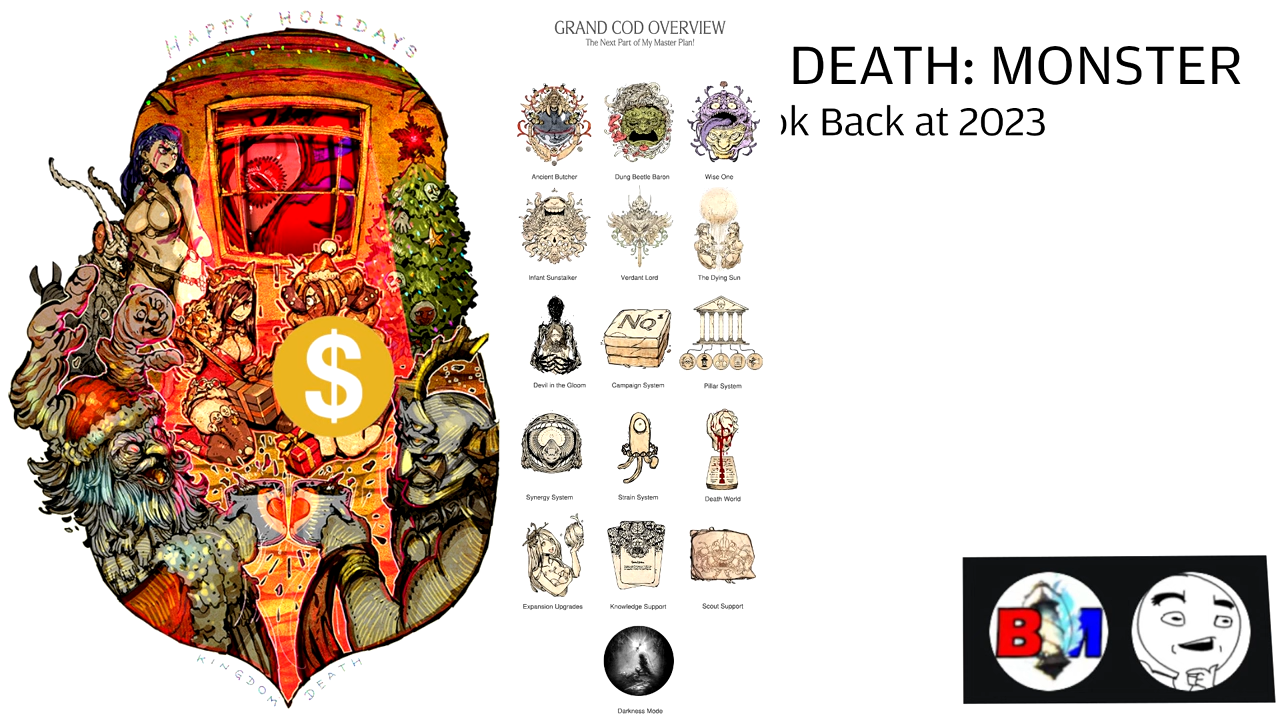 HAPPY HOLIDAYS
KINGDOM DEATH
$
GRAND COD OVERVIEW
The Next Part of My Master Plan!
Ancient Butcher
Dung Beetle Baron
Wise One
Infant Sunstalker
Verdant Lord
The Dying Sun
Devil in the Gloom
NQ²
Campaign System
Pillar System
Synergy System
Strain System
Death World
Expansion Upgrades
Knowledge Support
Scout Support
Darkness Mode
DEATH: MONSTER
ok Back at 2023
BM